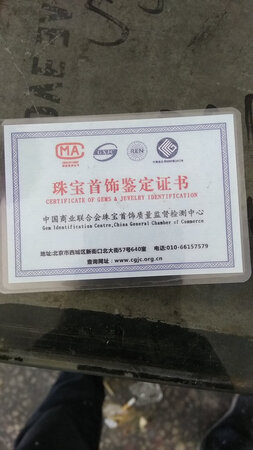 MA
珠宝首饰鉴定证书
CERTIFICATE OF GEMS & JEWELRY IDENTIFICATION
中国商业联合会珠宝首饰质量监督检测中心
Gem Identification Centre,China General Chamber of Commerce
地址:北京市西城区新街口北大街57号640室 电话:010-66157579
查询网址:www.cgjc.org.cn